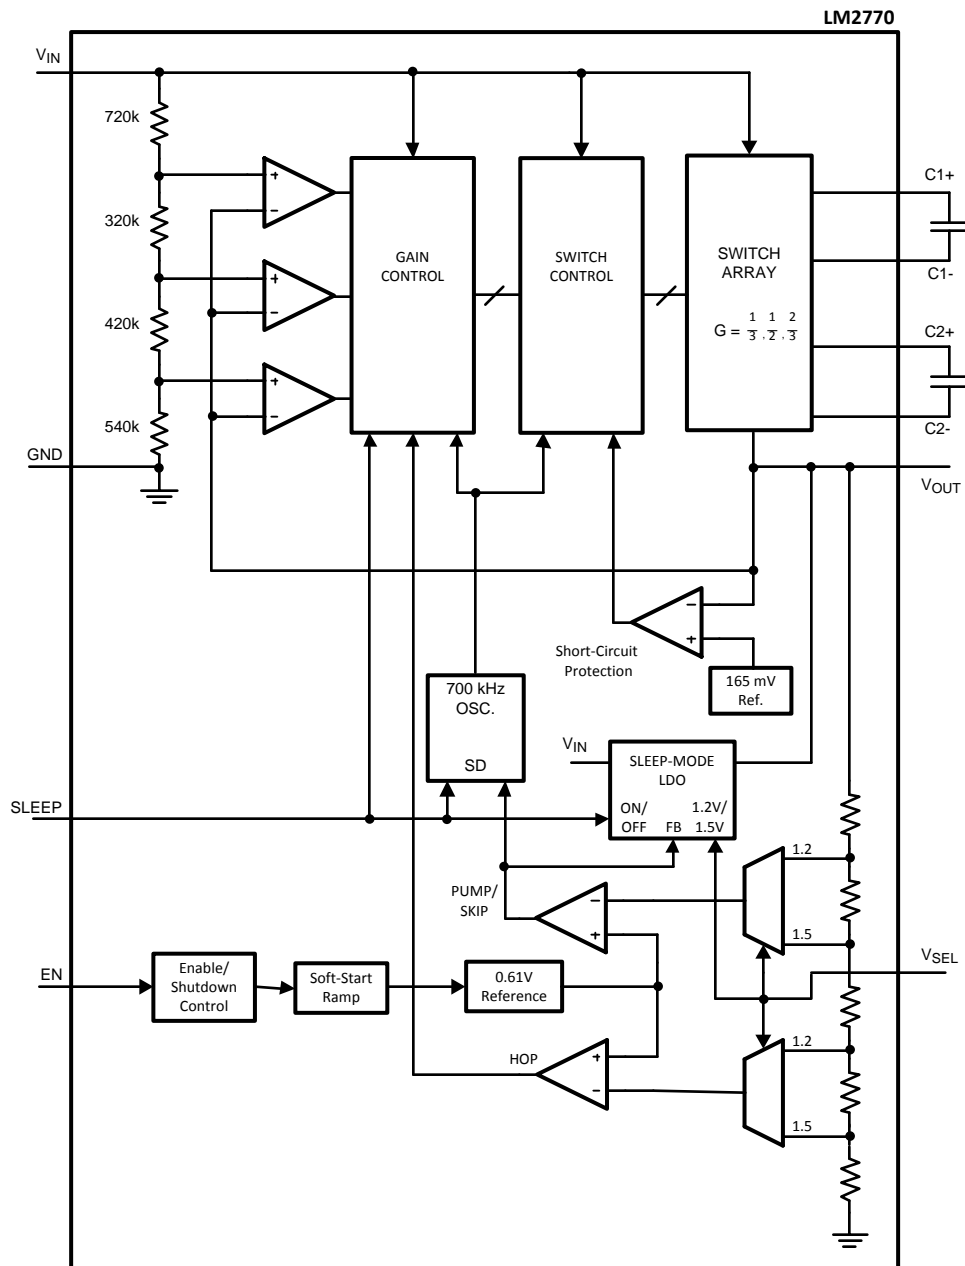 LM2770
VIN
720k
C1+
+
−
320k
GAIN
CONTROL
SWITCH
CONTROL
SWITCH
ARRAY
C1-
+
−
420k
G = 1/3, 1/2, 2/3
C2+
+
−
540k
C2-
GND
VOUT
−
+
Short-Circuit
Protection
165 mV
Ref.
700 kHz
OSC.
SD
VIN
SLEEP-MODE
LDO
ON/
OFF
FB
1.2V/
1.5V
SLEEP
1.2
PUMP/
SKIP
−
+
1.5
EN
Enable/
Shutdown
Control
Soft-Start
Ramp
0.61V
Reference
VSEL
HOP
+
−
1.2
1.5